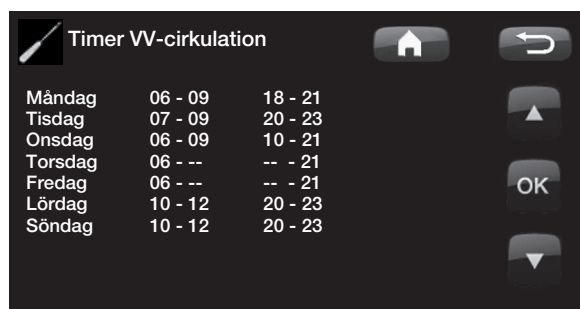 Timer VV-cirkulation
Måndag 06 - 09 18 - 21
Tisdag 07 - 09 20 - 23
Onsdag 06 - 09 10 - 21
Torsdag 06 - -- -- - 21
Fredag 06 - -- -- - 21
Lördag 10 - 12 20 - 23
Söndag 10 - 12 20 - 23
OK